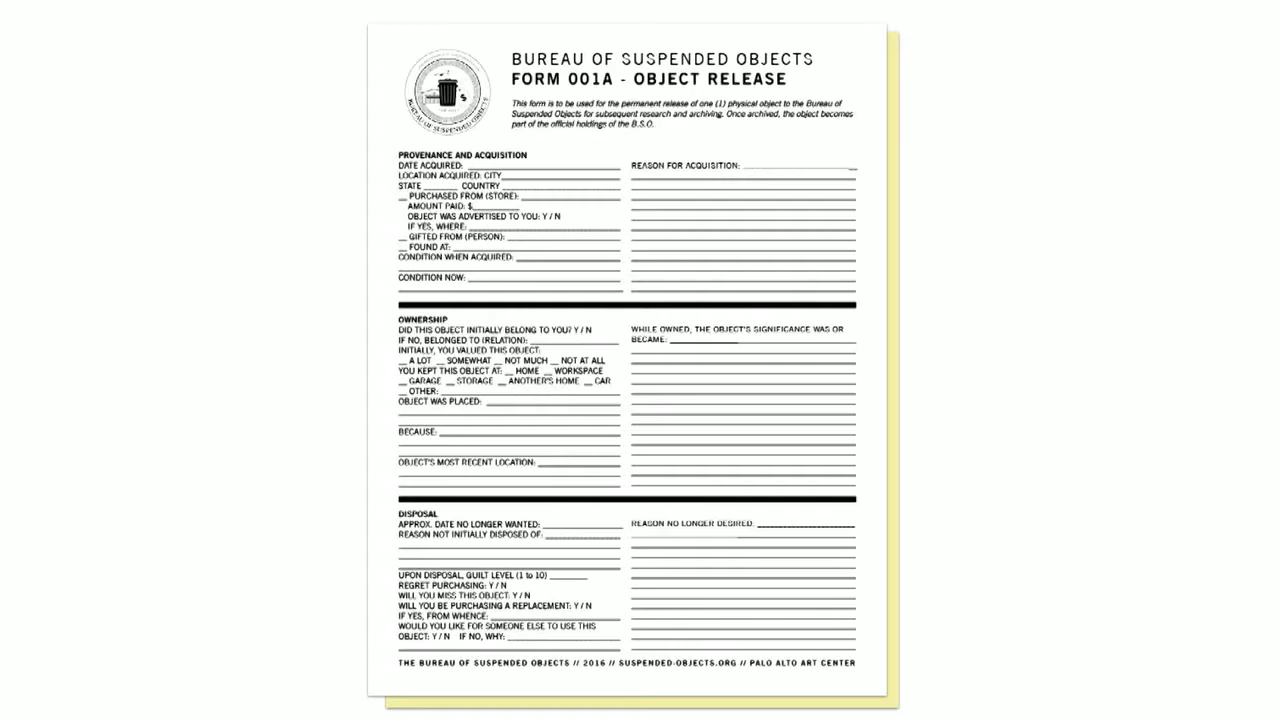 BUREAU OF SUSPENDED OBJECTS
FORM 001A - OBJECT RELEASE
This form is to be used for the permanent release of one (1) physical object to the Bureau of
Suspended Objects for subsequent research and archiving. Once archived, the object becomes
part of the official holdings of the B.S.O.
BUREAU OF SUSPENDED OBJECTS
PROVENANCE AND ACQUISITION
DATE ACQUIRED:
LOCATION ACQUIRED: CITY
STATE COUNTRY
PURCHASED FROM (STORE):
AMOUNT PAID: $
OBJECT WAS ADVERTISED TO YOU: Y / N
IF YES, WHERE:
GIFTED FROM (PERSON):
FOUND AT:
CONDITION WHEN ACQUIRED:
CONDITION NOW:
REASON FOR ACQUISITION:
OWNERSHIP
DID THIS OBJECT INITIALLY BELONG TO YOU? Y / N
IF NO, BELONGED TO (RELATION):
INITIALLY, YOU VALUED THIS OBJECT:
__ A LOT __ SOMEWHAT __ NOT MUCH __ NOT AT ALL
YOU KEPT THIS OBJECT AT: __ HOME __ WORKSPACE
__ GARAGE __ STORAGE __ ANOTHER'S HOME __ CAR
__ OTHER:
OBJECT WAS PLACED:
BECAUSE:
OBJECT'S MOST RECENT LOCATION:
WHILE OWNED, THE OBJECT'S SIGNIFICANCE WAS OR
BECAME:
DISPOSAL
APPROX. DATE NO LONGER WANTED:
REASON NOT INITIALLY DISPOSED OF:
UPON DISPOSAL, GUILT LEVEL (1 to 10)
REGRET PURCHASING: Y / N
WILL YOU MISS THIS OBJECT: Y / N
WILL YOU BE PURCHASING A REPLACEMENT: Y / N
IF YES, FROM WHENCE:
WOULD YOU LIKE FOR SOMEONE ELSE TO USE THIS
OBJECT: Y / N IF NO, WHY:
REASON NO LONGER DESIRED:
THE BUREAU OF SUSPENDED OBJECTS // 2016 // SUSPENDED-OBJECTS.ORG // PALO ALTO ART CENTER